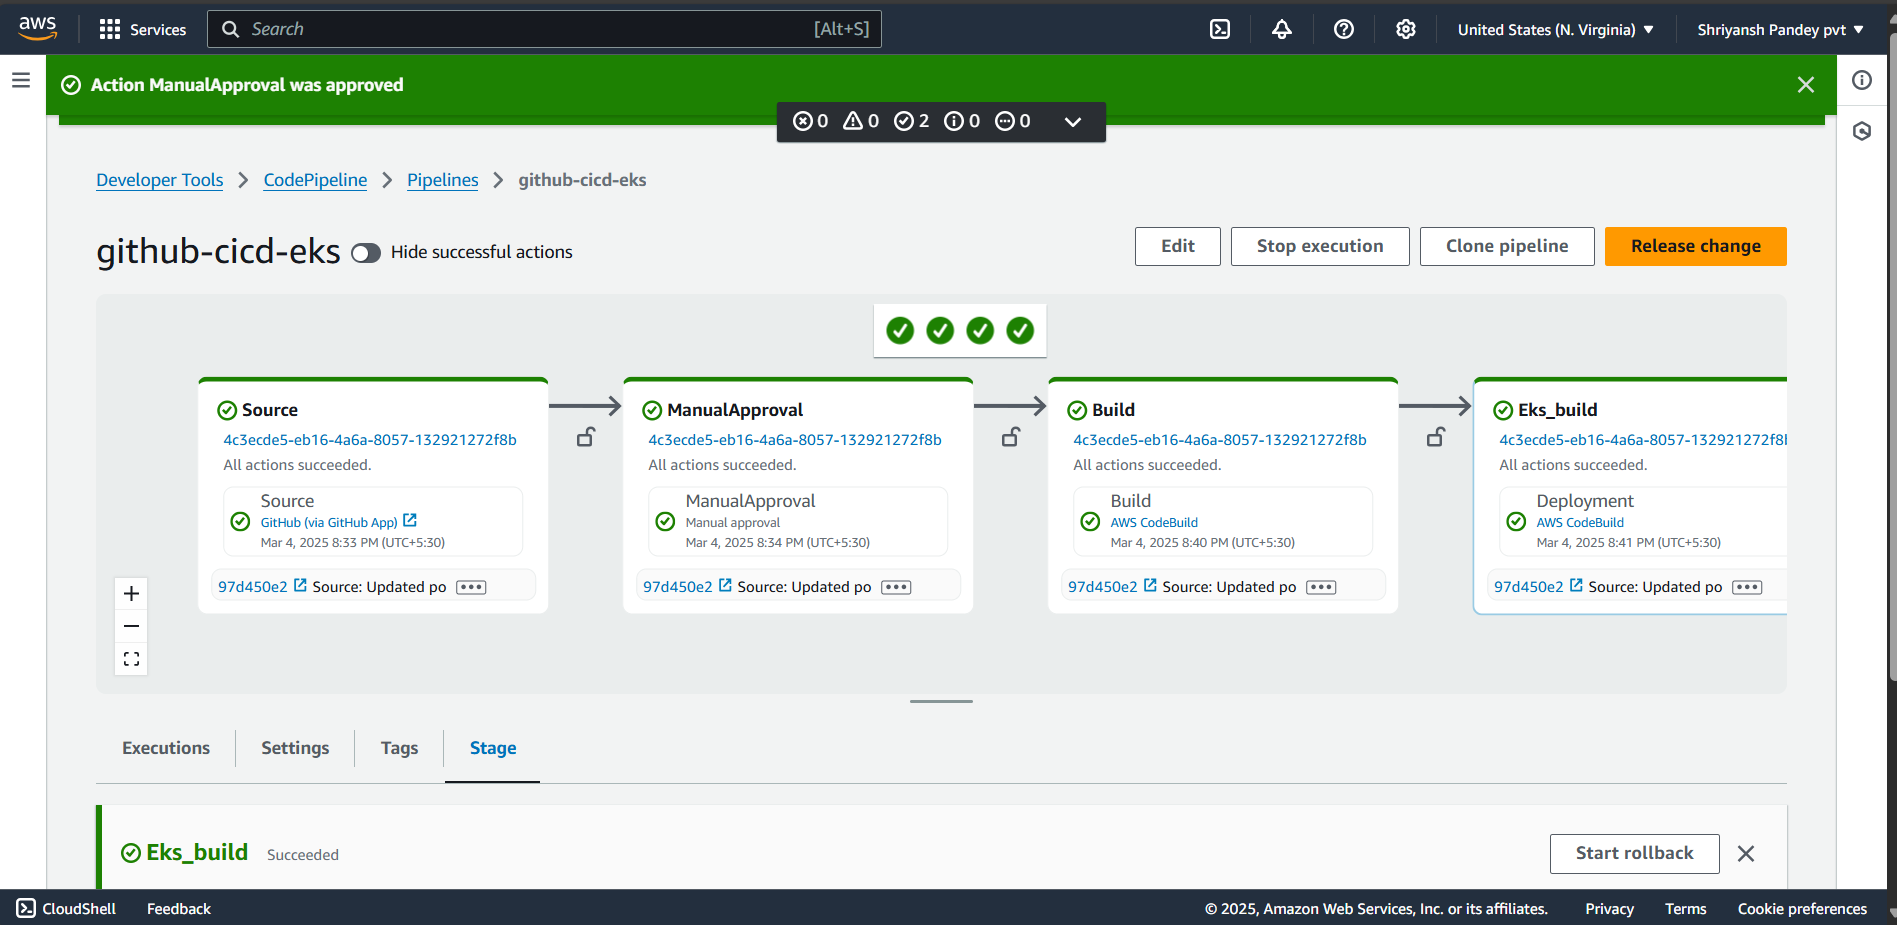 aws
Services
Search
[Alt+S]
United States (N. Virginia)
Shriyansh Pandey pvt
Action ManualApproval was approved
0 0 2 0 0
Developer Tools
CodePipeline
Pipelines
github-cicd-eks
github-cicd-eks
Hide successful actions
Edit
Stop execution
Clone pipeline
Release change
Source
4c3ecde5-eb16-4a6a-8057-132921272f8b
All actions succeeded.
Source
GitHub (via GitHub App)
Mar 4, 2025 8:33 PM (UTC+5:30)
97d450e2 Source: Updated po
ManualApproval
4c3ecde5-eb16-4a6a-8057-132921272f8b
All actions succeeded.
ManualApproval
Manual approval
Mar 4, 2025 8:34 PM (UTC+5:30)
97d450e2 Source: Updated po
Build
4c3ecde5-eb16-4a6a-8057-132921272f8b
All actions succeeded.
Build
AWS CodeBuild
Mar 4, 2025 8:40 PM (UTC+5:30)
97d450e2 Source: Updated po
Eks_build
4c3ecde5-eb16-4a6a-8057-132921272f8b
All actions succeeded.
Deployment
AWS CodeBuild
Mar 4, 2025 8:41 PM (UTC+5:30)
97d450e2 Source: Updated po
Executions
Settings
Tags
Stage
Eks_build
Succeeded
Start rollback
CloudShell
Feedback
© 2025, Amazon Web Services, Inc. or its affiliates.
Privacy
Terms
Cookie preferences